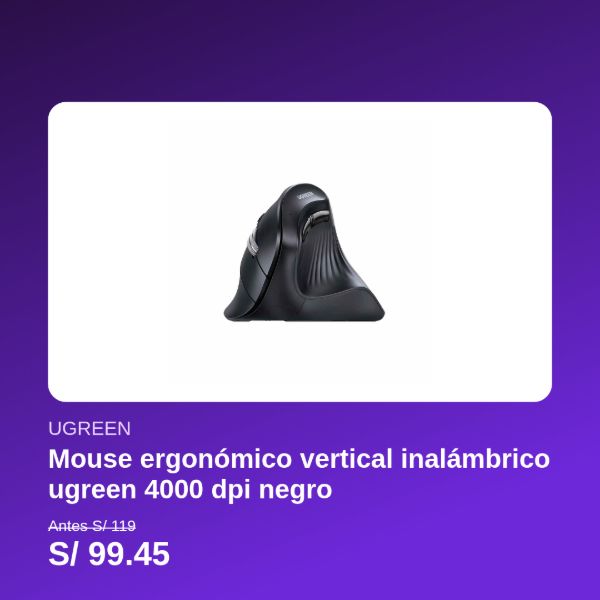 UGREEN
UGREEN
Mouse ergonómico vertical inalámbrico
ugreen 4000 dpi negro
Antes S/ 119
S/ 99.45